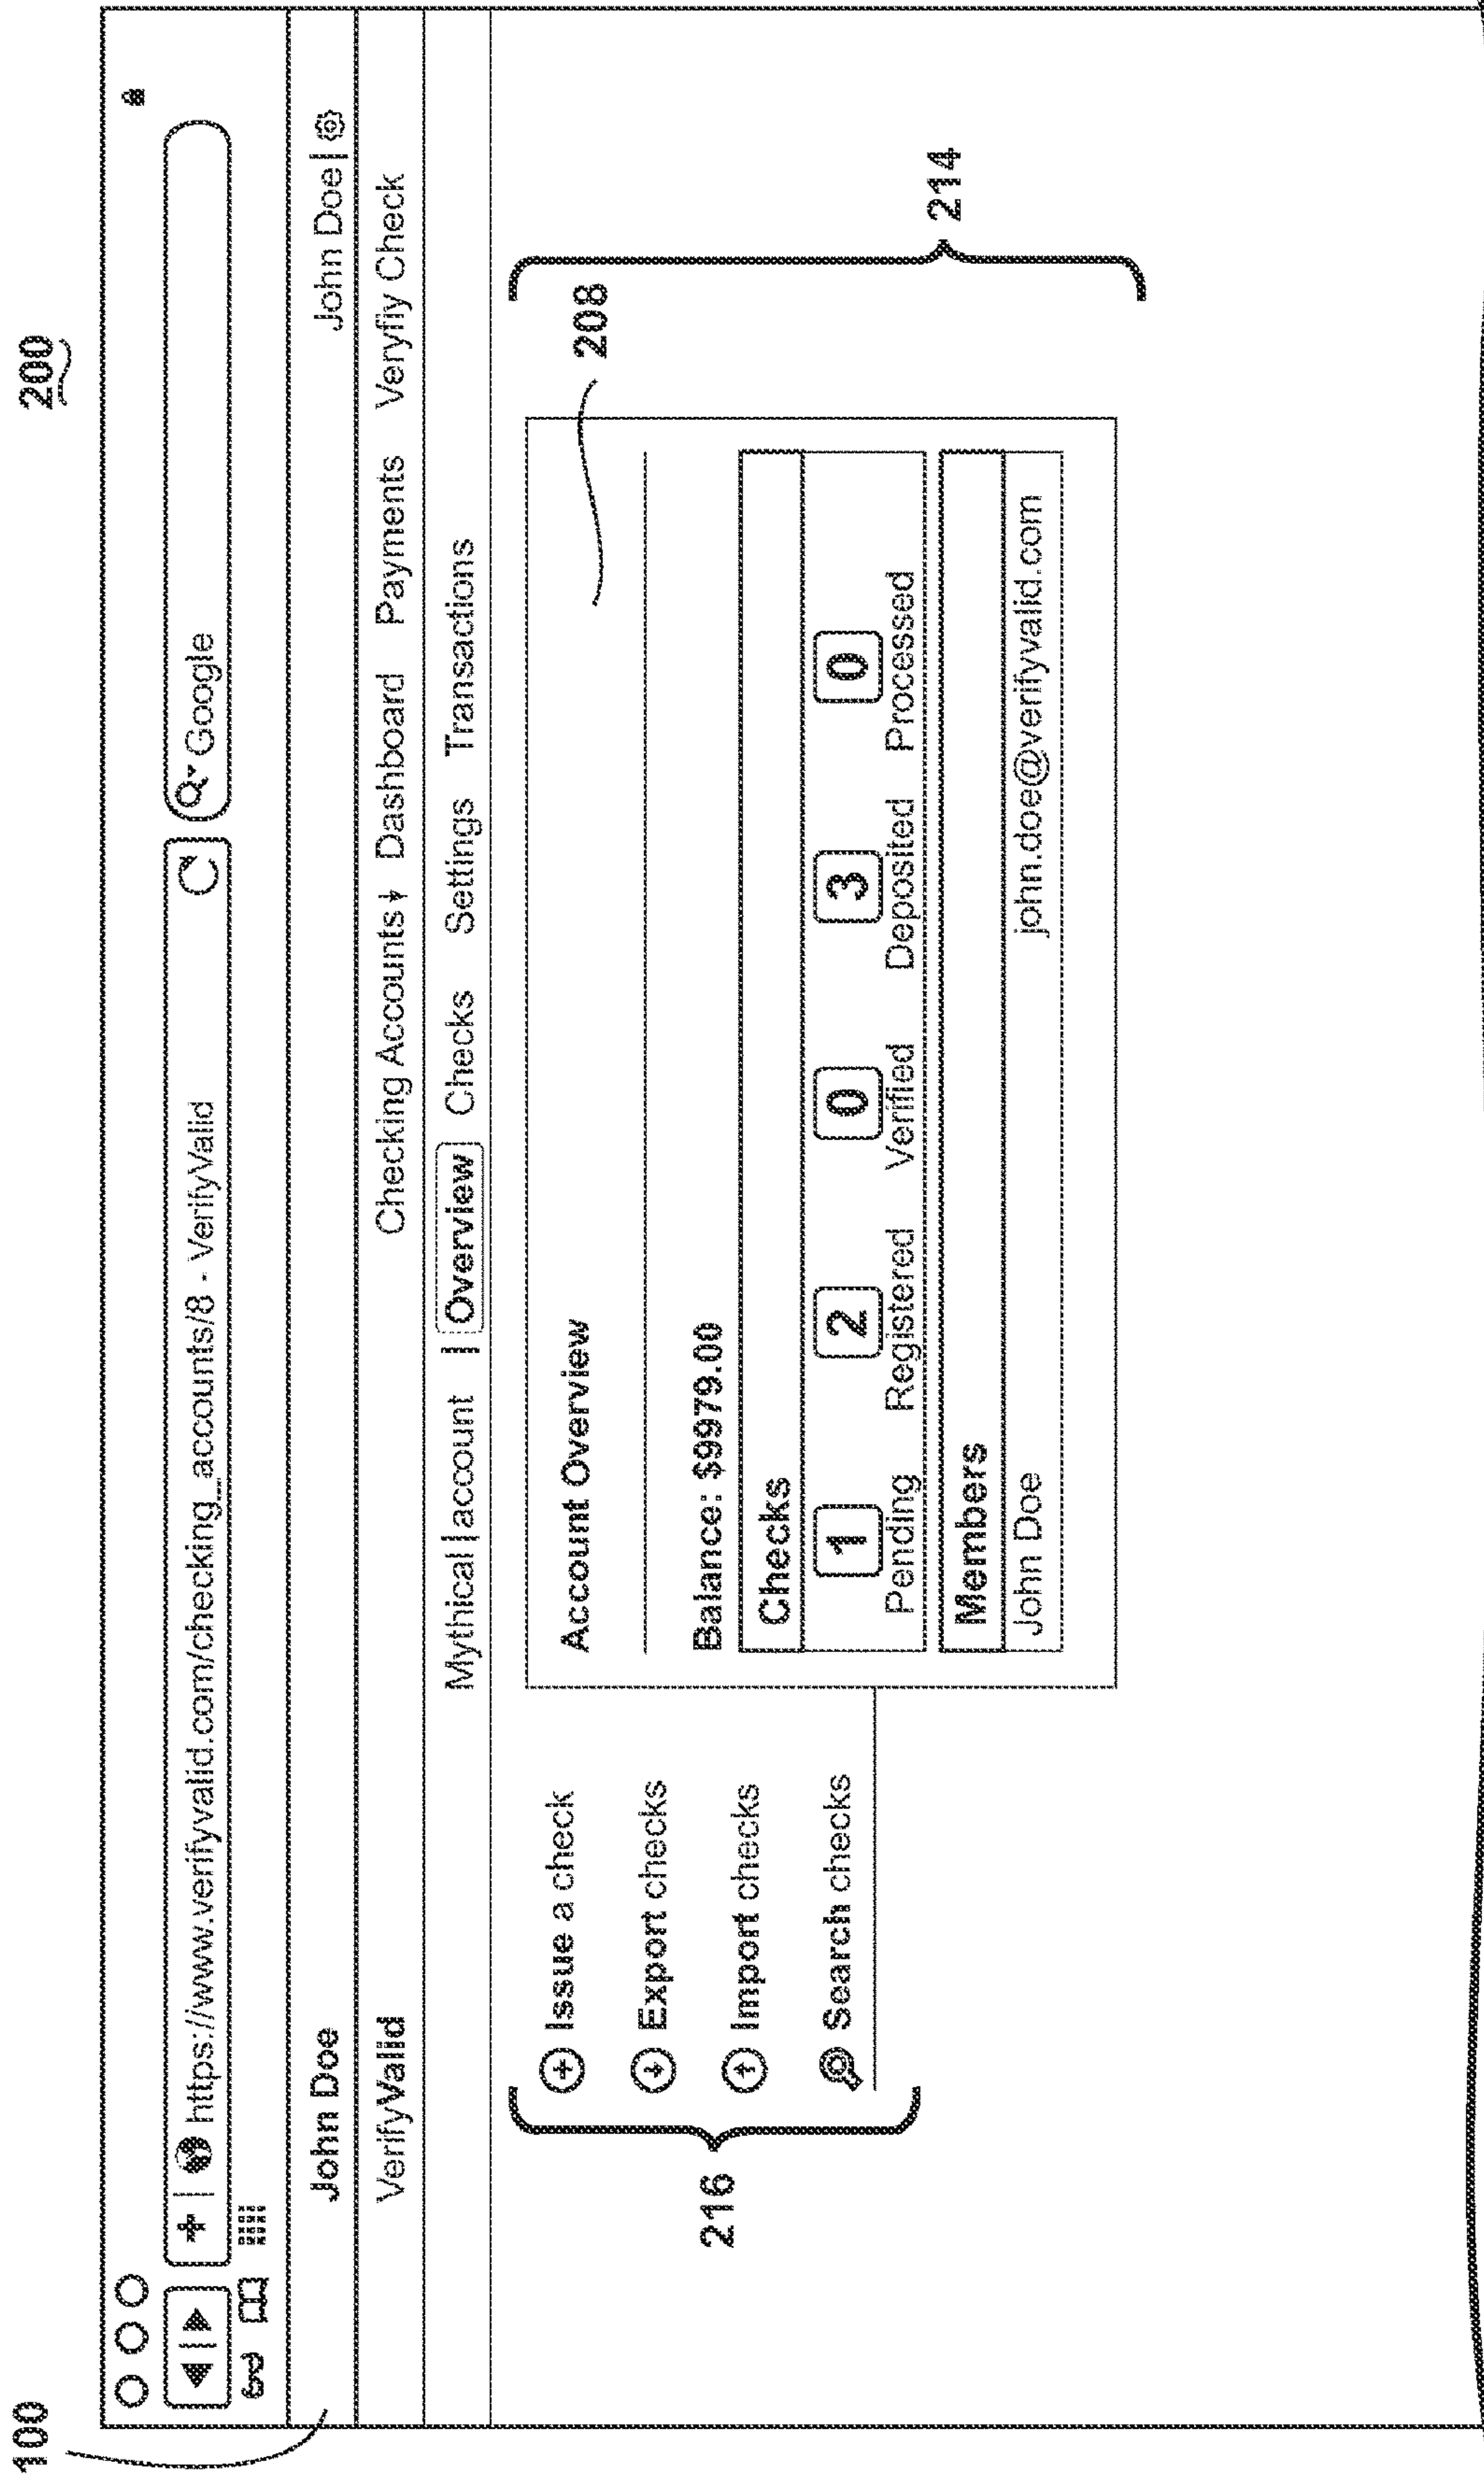 100
200
https://www.verifyvalid.com/checking_accounts/8 - VerifyValid
Google
John Doe
John Doe |
VerifyValid
Checking Accounts Dashboard Payments Veryfiy Check
Mythical | account | Overview Checks Settings Transactions
216
Issue a check
Export checks
Import checks
Search checks
208
214
Account Overview
Balance: $9979.00
Checks
1 2 0 3 0
Pending Registered Verified Deposited Processed
Members
John Doe john.doe@verifyvalid.com